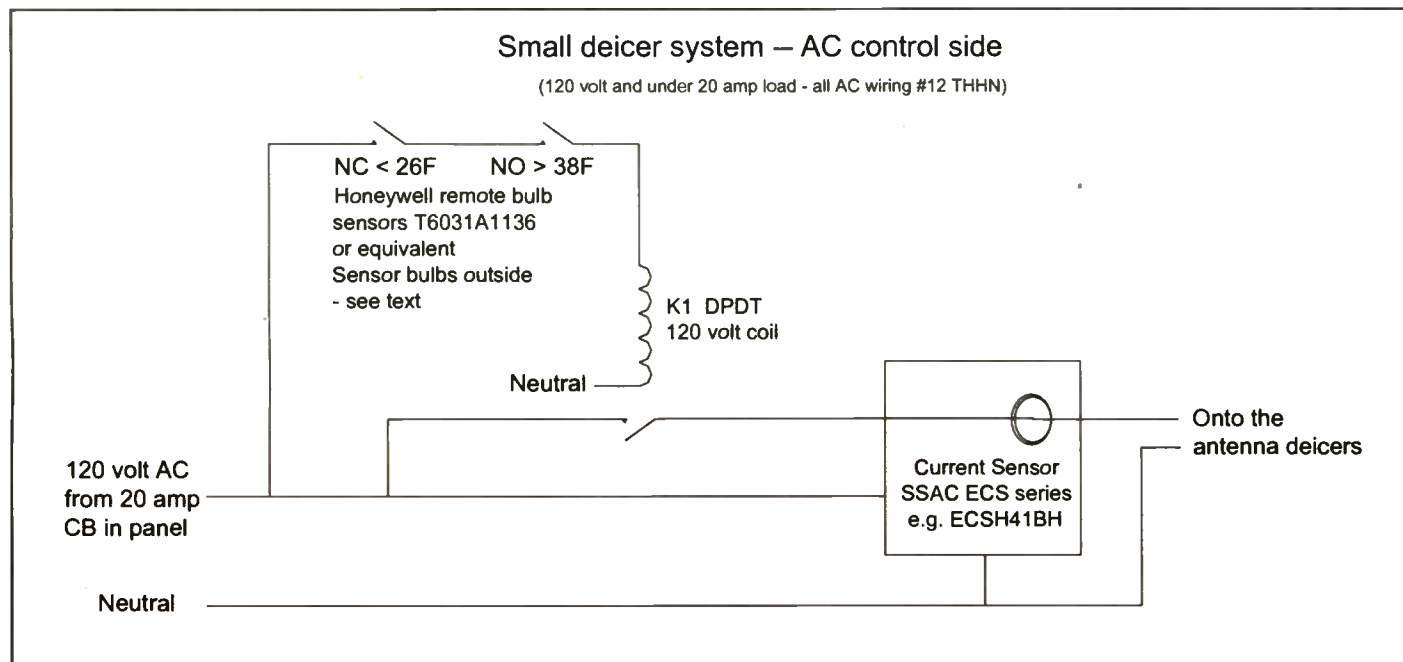 Small deicer system – AC control side
(120 volt and under 20 amp load - all AC wiring #12 THHN)
NC < 26F
NO > 38F
Honeywell remote bulb
sensors T6031A1136
or equivalent
Sensor bulbs outside
- see text
K1 DPDT
120 volt coil
Neutral
Onto the
antenna deicers
120 volt AC
from 20 amp
CB in panel
Current Sensor
SSAC ECS series
e.g. ECSH41BH
Neutral